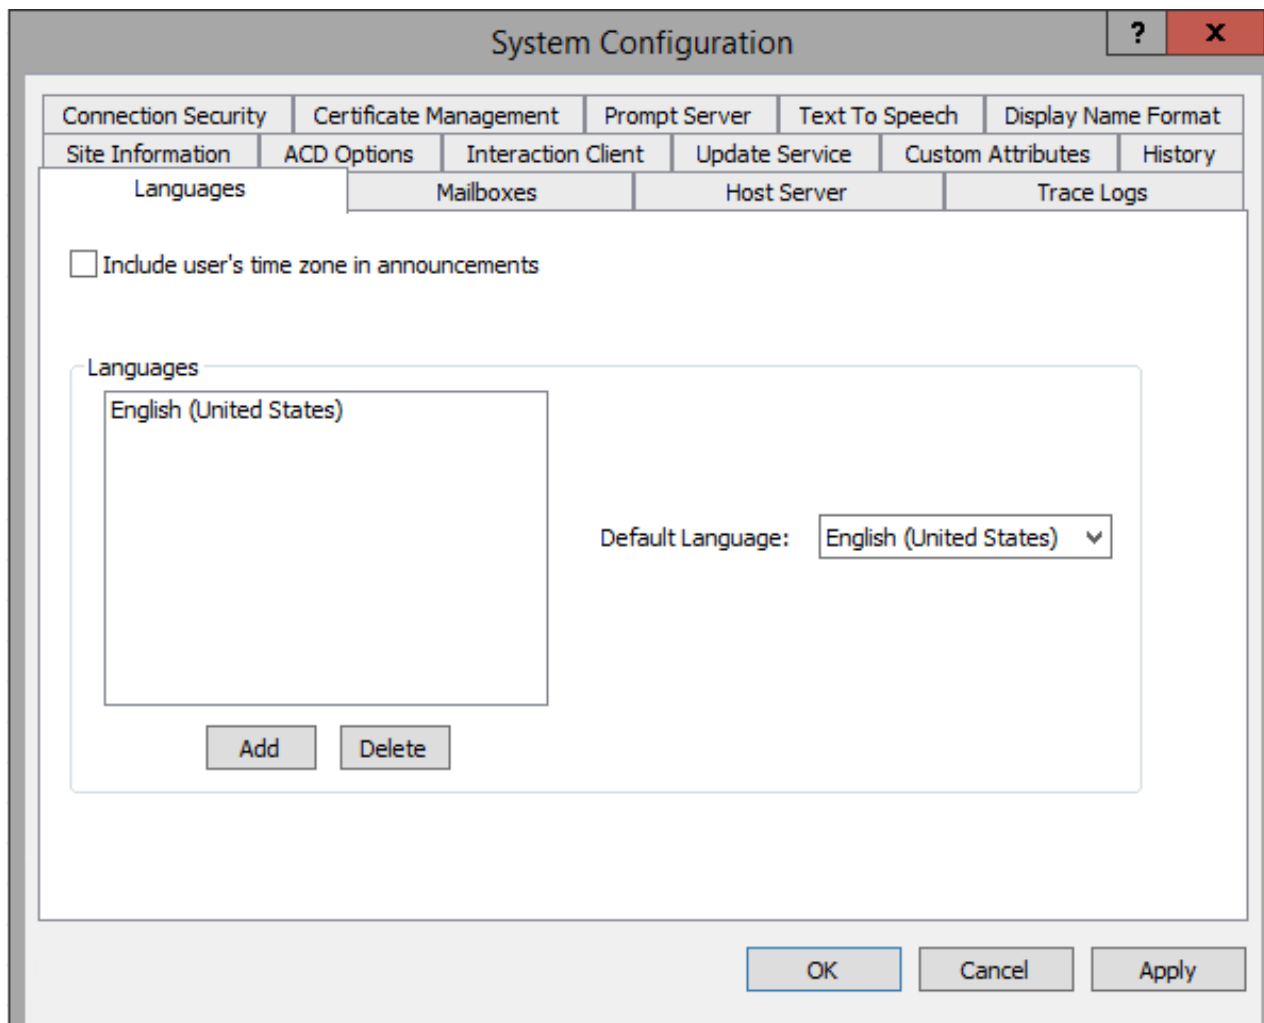 System Configuration
?
x
Connection Security
Certificate Management
Prompt Server
Text To Speech
Display Name Format
Site Information
ACD Options
Interaction Client
Update Service
Custom Attributes
History
Languages
Mailboxes
Host Server
Trace Logs
Include user's time zone in announcements
Languages
English (United States)
Default Language:
English (United States)
Add
Delete
OK
Cancel
Apply